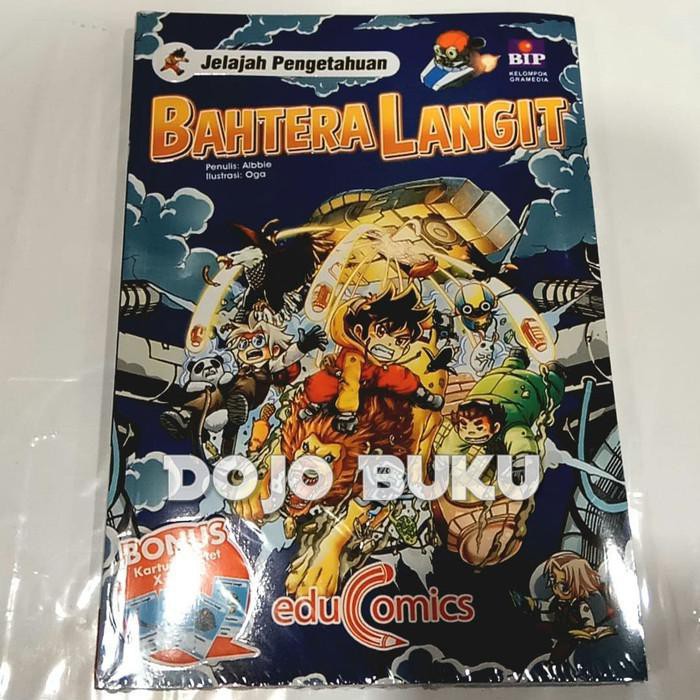 Jelajah Pengetahuan
BIP
KELOMPOK
GRAMEDIA
BAHTERA LANGIT
Penulis: Albbie
Ilustrasi: Oga
DOJO BUKU
BONUS
eduComics